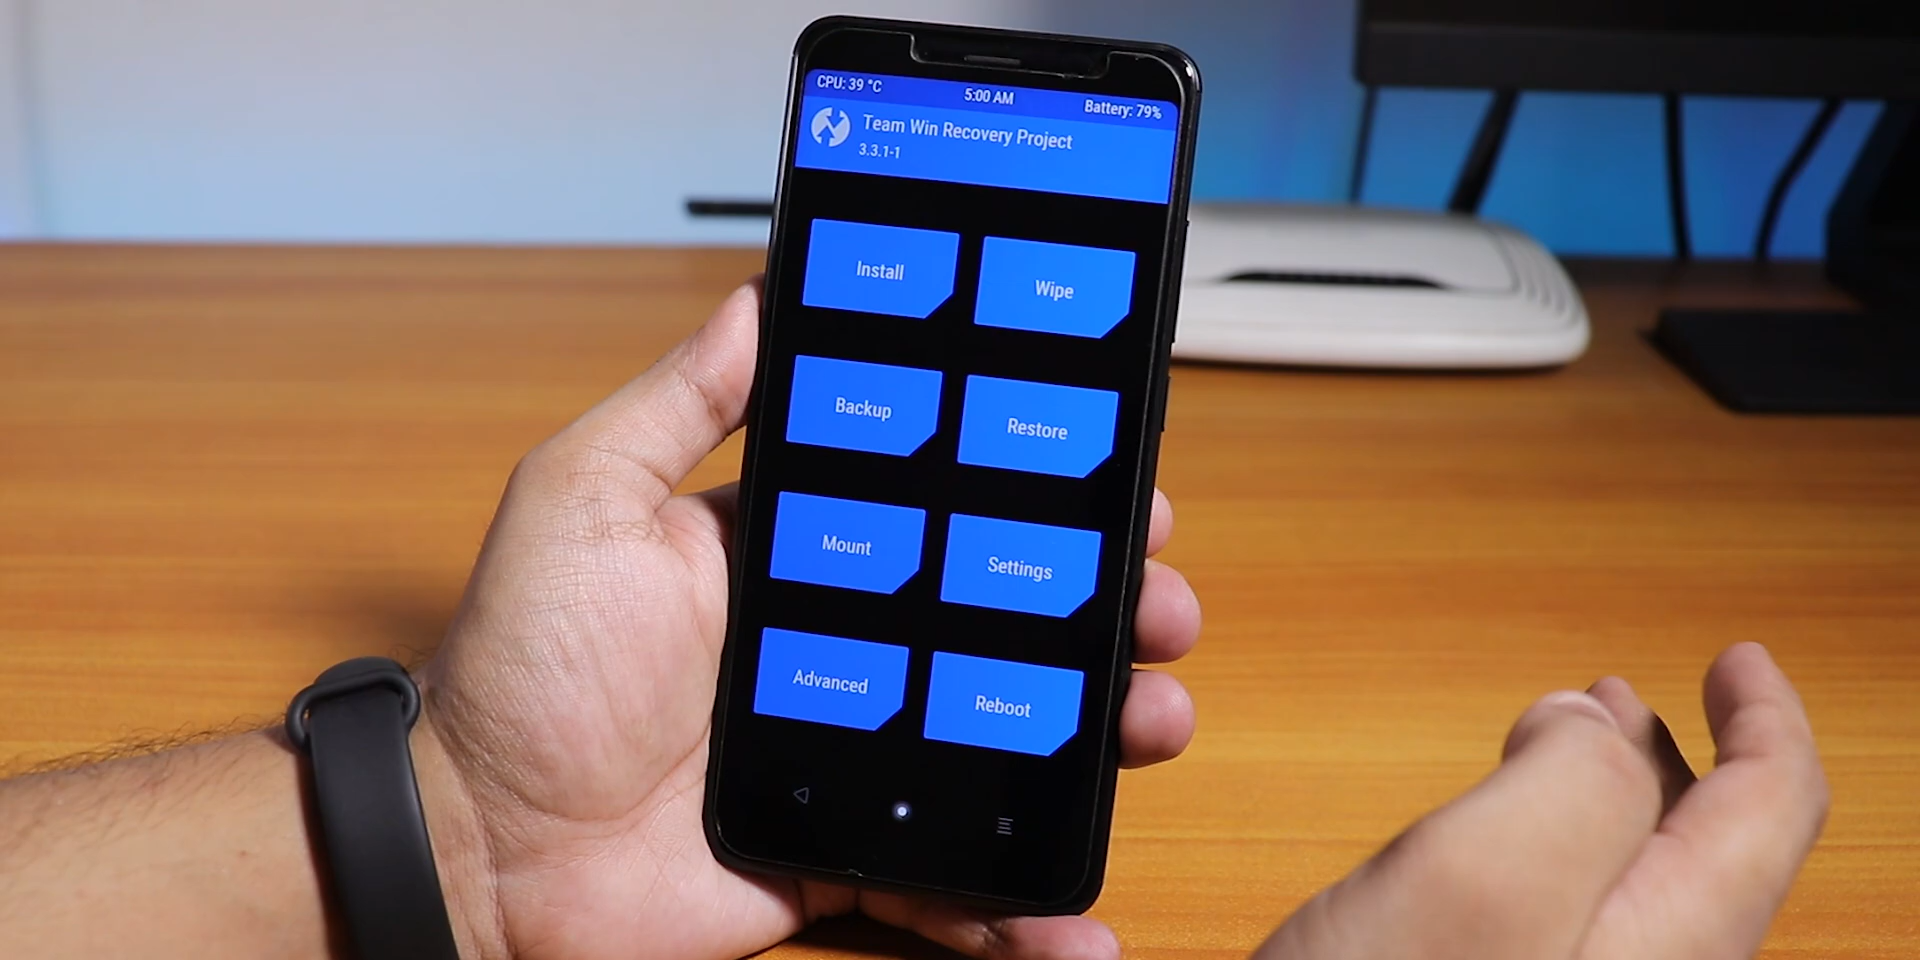 CPU: 39 °C 5:00 AM Battery: 79%
Team Win Recovery Project
3.3.1-1
Install Wipe
Backup Restore
Mount Settings
Advanced Reboot